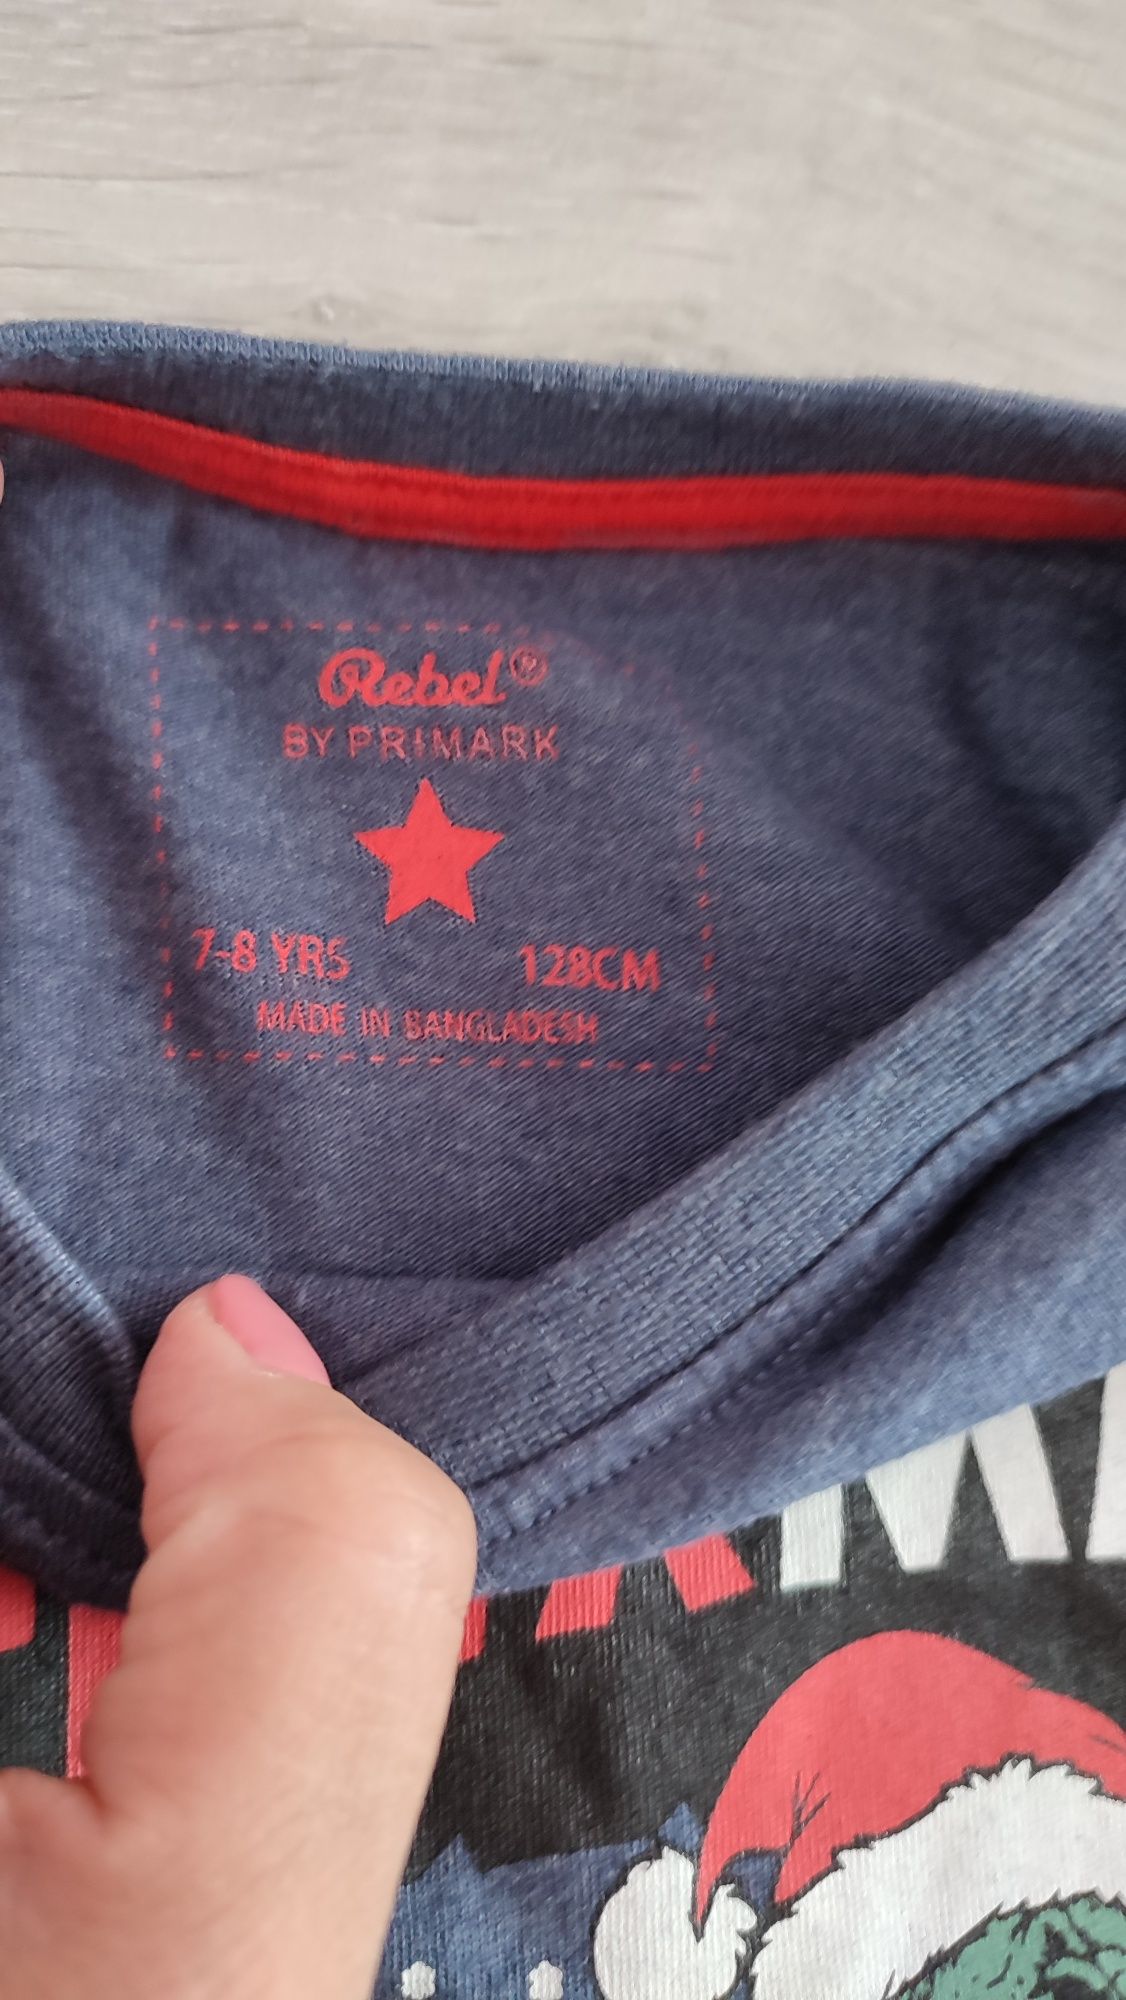 Rebel®
BY PRIMARK
7-8 YRS 128CM
MADE IN BANGLADESH